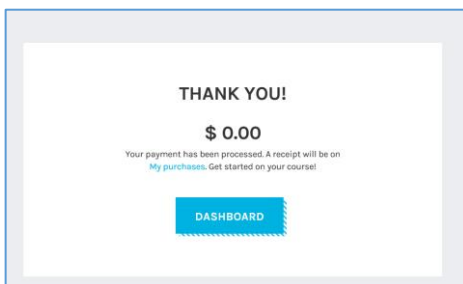 THANK YOU!
$ 0.00
Your payment has been processed. A receipt will be on
My purchases. Get started on your course!
DASHBOARD